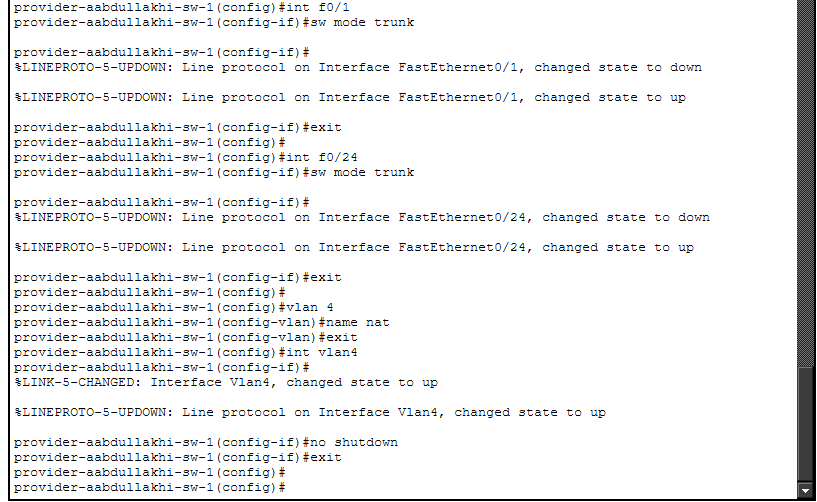 provider-aabdullakhi-sw-1(config)#int f0/1
provider-aabdullakhi-sw-1(config-if)#sw mode trunk
provider-aabdullakhi-sw-1(config-if)#
%LINEPROTO-5-UPDOWN: Line protocol on Interface FastEthernet0/1, changed state to down
%LINEPROTO-5-UPDOWN: Line protocol on Interface FastEthernet0/1, changed state to up
provider-aabdullakhi-sw-1(config-if)#exit
provider-aabdullakhi-sw-1(config)#
provider-aabdullakhi-sw-1(config)#int f0/24
provider-aabdullakhi-sw-1(config-if)#sw mode trunk
provider-aabdullakhi-sw-1(config-if)#
%LINEPROTO-5-UPDOWN: Line protocol on Interface FastEthernet0/24, changed state to down
%LINEPROTO-5-UPDOWN: Line protocol on Interface FastEthernet0/24, changed state to up
provider-aabdullakhi-sw-1(config-if)#exit
provider-aabdullakhi-sw-1(config)#
provider-aabdullakhi-sw-1(config)#vlan 4
provider-aabdullakhi-sw-1(config-vlan)#name nat
provider-aabdullakhi-sw-1(config-vlan)#exit
provider-aabdullakhi-sw-1(config)#int vlan4
provider-aabdullakhi-sw-1(config-if)#
%LINK-5-CHANGED: Interface Vlan4, changed state to up
%LINEPROTO-5-UPDOWN: Line protocol on Interface Vlan4, changed state to up
provider-aabdullakhi-sw-1(config-if)#no shutdown
provider-aabdullakhi-sw-1(config-if)#exit
provider-aabdullakhi-sw-1(config)#
provider-aabdullakhi-sw-1(config)#